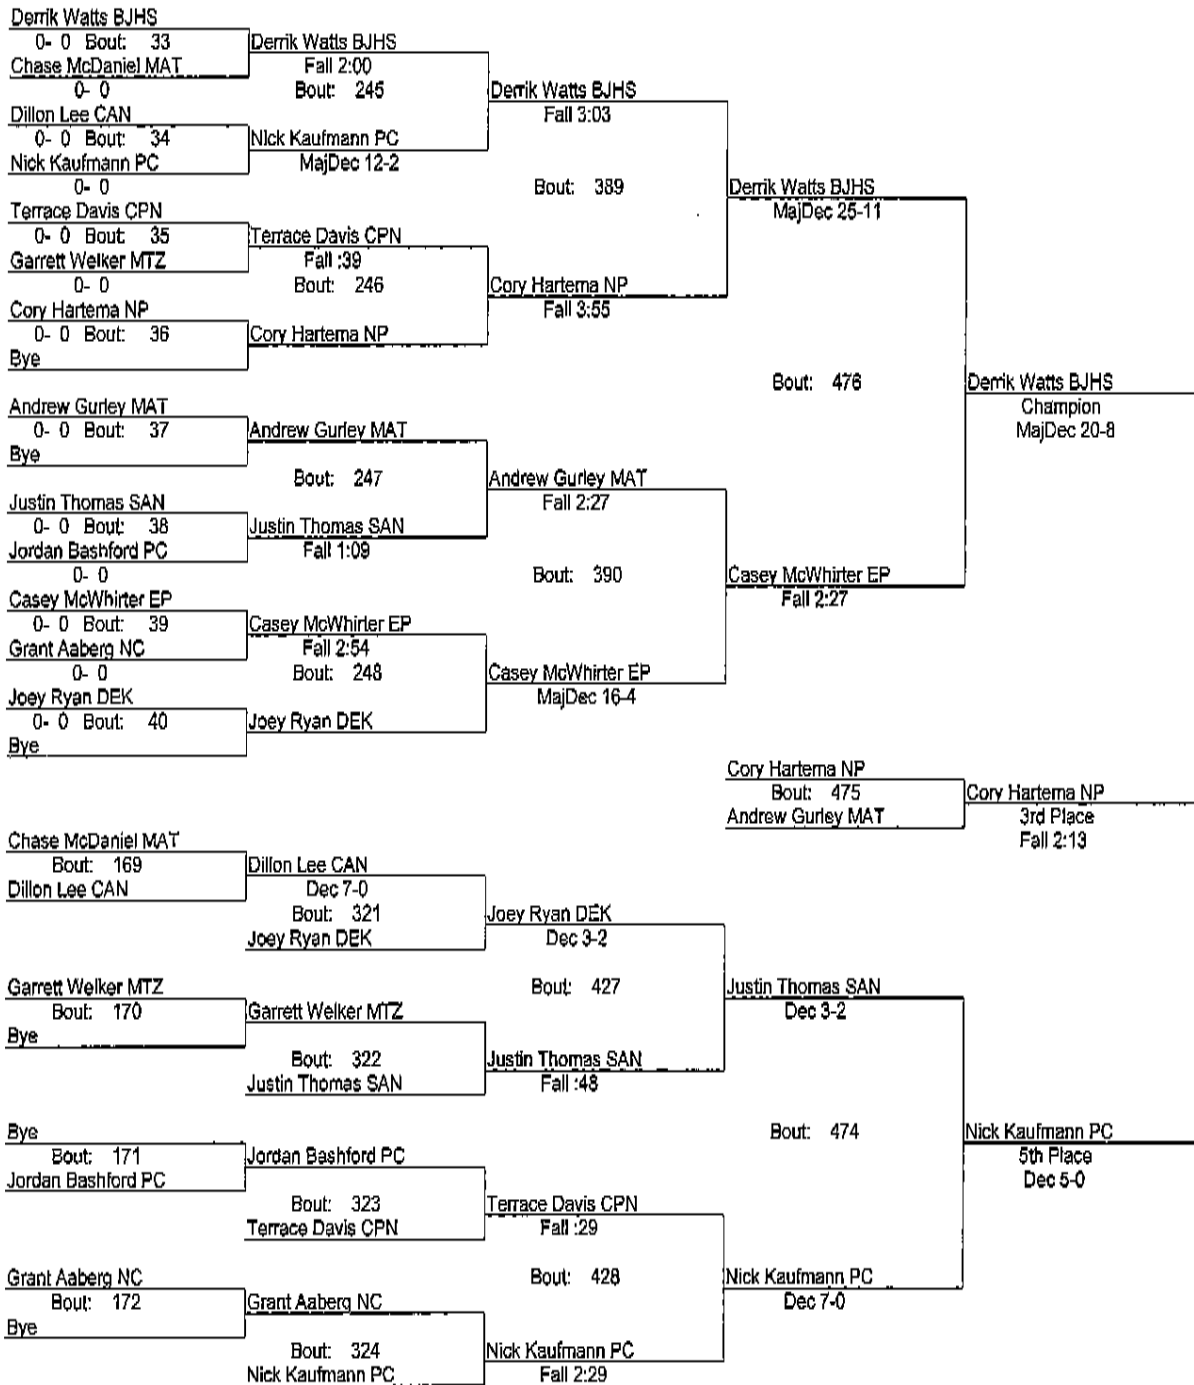 Derrik Watts BJHS
0- 0 Bout: 33
Chase McDaniel MAT
0- 0
Dillon Lee CAN
0- 0 Bout: 34
Nick Kaufmann PC
0- 0
Terrace Davis CPN
0- 0 Bout: 35
Garrett Welker MTZ
0- 0
Cory Hartema NP
0- 0 Bout: 36
Bye
Andrew Gurley MAT
0- 0 Bout: 37
Bye
Justin Thomas SAN
0- 0 Bout: 38
Jordan Bashford PC
0- 0
Casey McWhirter EP
0- 0 Bout: 39
Grant Aaberg NC
0- 0
Joey Ryan DEK
0- 0 Bout: 40
Bye
Derrik Watts BJHS
Fall 2:00
Bout: 245
Nick Kaufmann PC
MajDec 12-2
Terrace Davis CPN
Fall :39
Bout: 246
Cory Hartema NP
Andrew Gurley MAT
Bout: 247
Justin Thomas SAN
Fall 1:09
Casey McWhirter EP
Fall 2:54
Bout: 248
Joey Ryan DEK
Derrik Watts BJHS
Fall 3:03
Bout: 389
Cory Hartema NP
Fall 3:55
Andrew Gurley MAT
Fall 2:27
Bout: 390
Casey McWhirter EP
MajDec 16-4
Derrik Watts BJHS
MajDec 25-11
Bout: 476
Casey McWhirter EP
Fall 2:27
Derrik Watts BJHS
Champion
MajDec 20-8
Cory Hartema NP
Bout: 475
Andrew Gurley MAT
Cory Hartema NP
3rd Place
Fall 2:13
Chase McDaniel MAT
Bout: 169
Dillon Lee CAN
Garrett Welker MTZ
Bout: 170
Bye
Bye
Bout: 171
Jordan Bashford PC
Grant Aaberg NC
Bout: 172
Bye
Dillon Lee CAN
Dec 7-0
Bout: 321
Joey Ryan DEK
Garrett Welker MTZ
Bout: 322
Justin Thomas SAN
Jordan Bashford PC
Bout: 323
Terrace Davis CPN
Grant Aaberg NC
Bout: 324
Nick Kaufmann PC
Joey Ryan DEK
Dec 3-2
Bout: 427
Justin Thomas SAN
Fall :48
Terrace Davis CPN
Fall :29
Bout: 428
Nick Kaufmann PC
Fall 2:29
Justin Thomas SAN
Dec 3-2
Bout: 474
Nick Kaufmann PC
Dec 7-0
Nick Kaufmann PC
5th Place
Dec 5-0